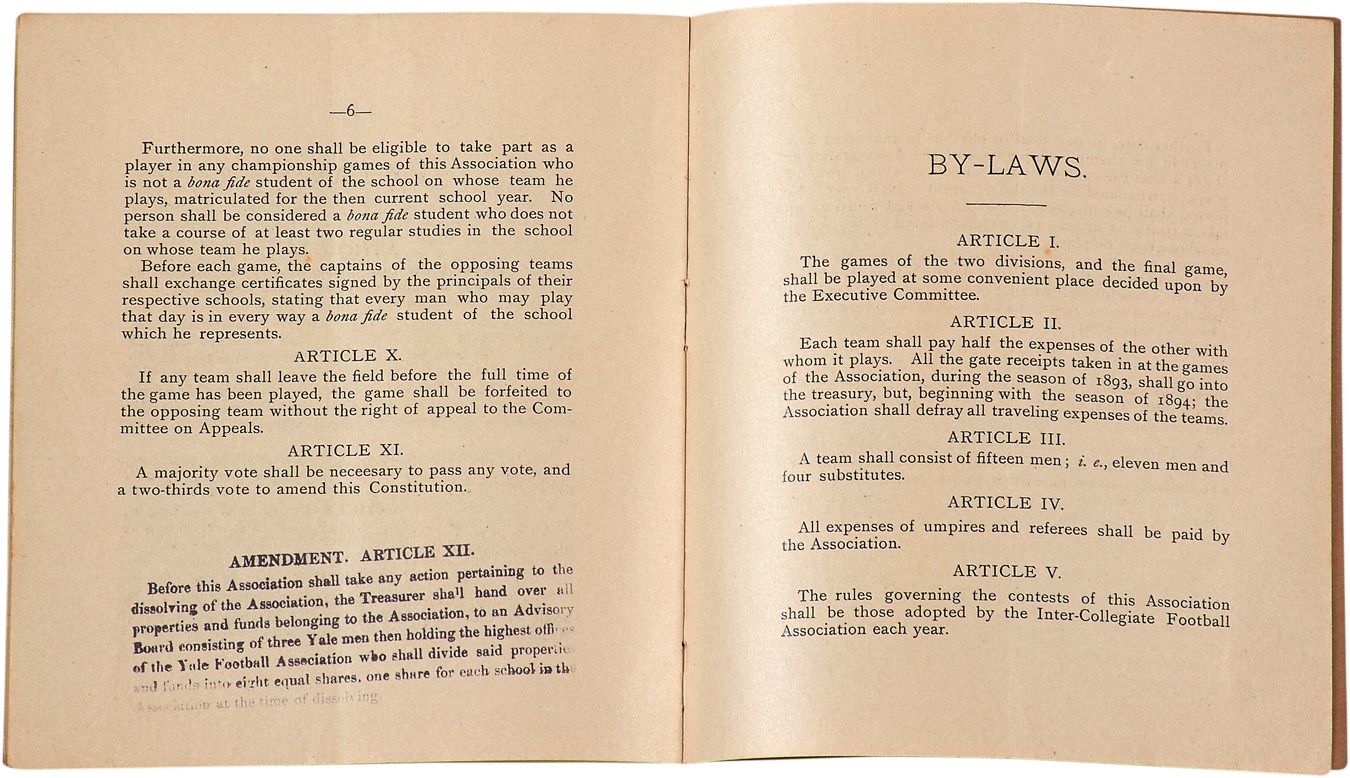 —6—
Furthermore, no one shall be eligible to take part as a
player in any championship games of this Association who
is not a bona fide student of the school on whose team he
plays, matriculated for the then current school year. No
person shall be considered a bona fide student who does not
take a course of at least two regular studies in the school
on whose team he plays.
Before each game, the captains of the opposing teams
shall exchange certificates signed by the principals of their
respective schools, stating that every man who may play
that day is in every way a bona fide student of the school
which he represents.
ARTICLE X.
If any team shall leave the field before the full time of
the game has been played, the game shall be forfeited to
the opposing team without the right of appeal to the Com-
mittee on Appeals.
ARTICLE XI.
A majority vote shall be neceesary to pass any vote, and
a two-thirds vote to amend this Constitution.
AMENDMENT. ARTICLE XII.
Before this Association shall take any action pertaining to the
dissolving of the Association, the Treasurer shall hand over all
properties and funds belonging to the Association, to an Advisory
Board consisting of three Yale men then holding the highest offices
of the Yale Football Association who shall divide said properties
and funds into eight equal shares, one share for each school in the
Association at the time of dissolving.
BY-LAWS.
ARTICLE I.
The games of the two divisions, and the final game,
shall be played at some convenient place decided upon by
the Executive Committee.
ARTICLE II.
Each team shall pay half the expenses of the other with
whom it plays. All the gate receipts taken in at the games
of the Association, during the season of 1893, shall go into
the treasury, but, beginning with the season of 1894; the
Association shall defray all traveling expenses of the teams.
ARTICLE III.
A team shall consist of fifteen men; i. e., eleven men and
four substitutes.
ARTICLE IV.
All expenses of umpires and referees shall be paid by
the Association.
ARTICLE V.
The rules governing the contests of this Association
shall be those adopted by the Inter-Collegiate Football
Association each year.